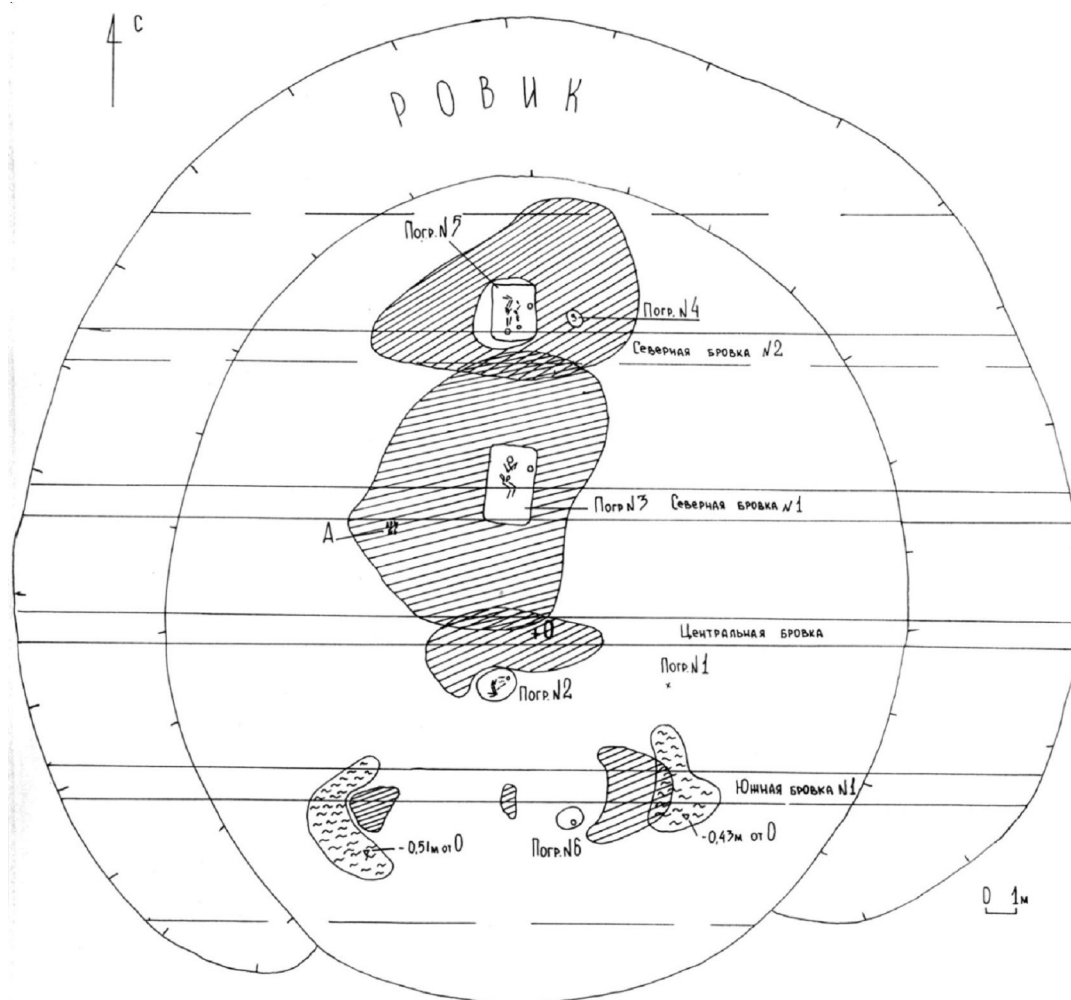 С
РОВИК
Погр.N5
Погр.N4
Северная бровка N2
Погр N3 Северная бровка N1
А
+0
Центральная бровка
Погр.N1
Погр.N2
Южная бровка N1
-0,51м от 0
Погр.N6
-0,43м от 0
0 1м